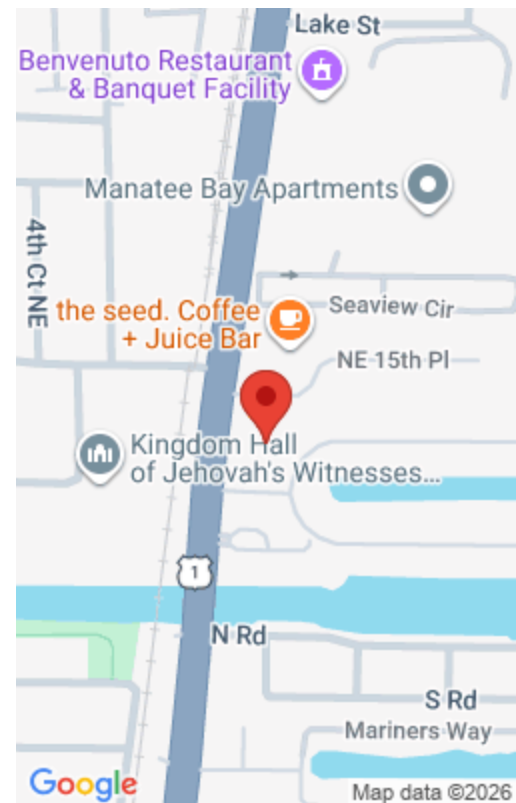 Lake St
Benvenuto Restaurant
& Banquet Facility
Manatee Bay Apartments
4th Ct NE
Seaview Cir
the seed. Coffee
+ Juice Bar
NE 15th Pl
Kingdom Hall
of Jehovah's Witnesses...
1
N Rd
S Rd
Mariners Way
Google
Map data ©2026